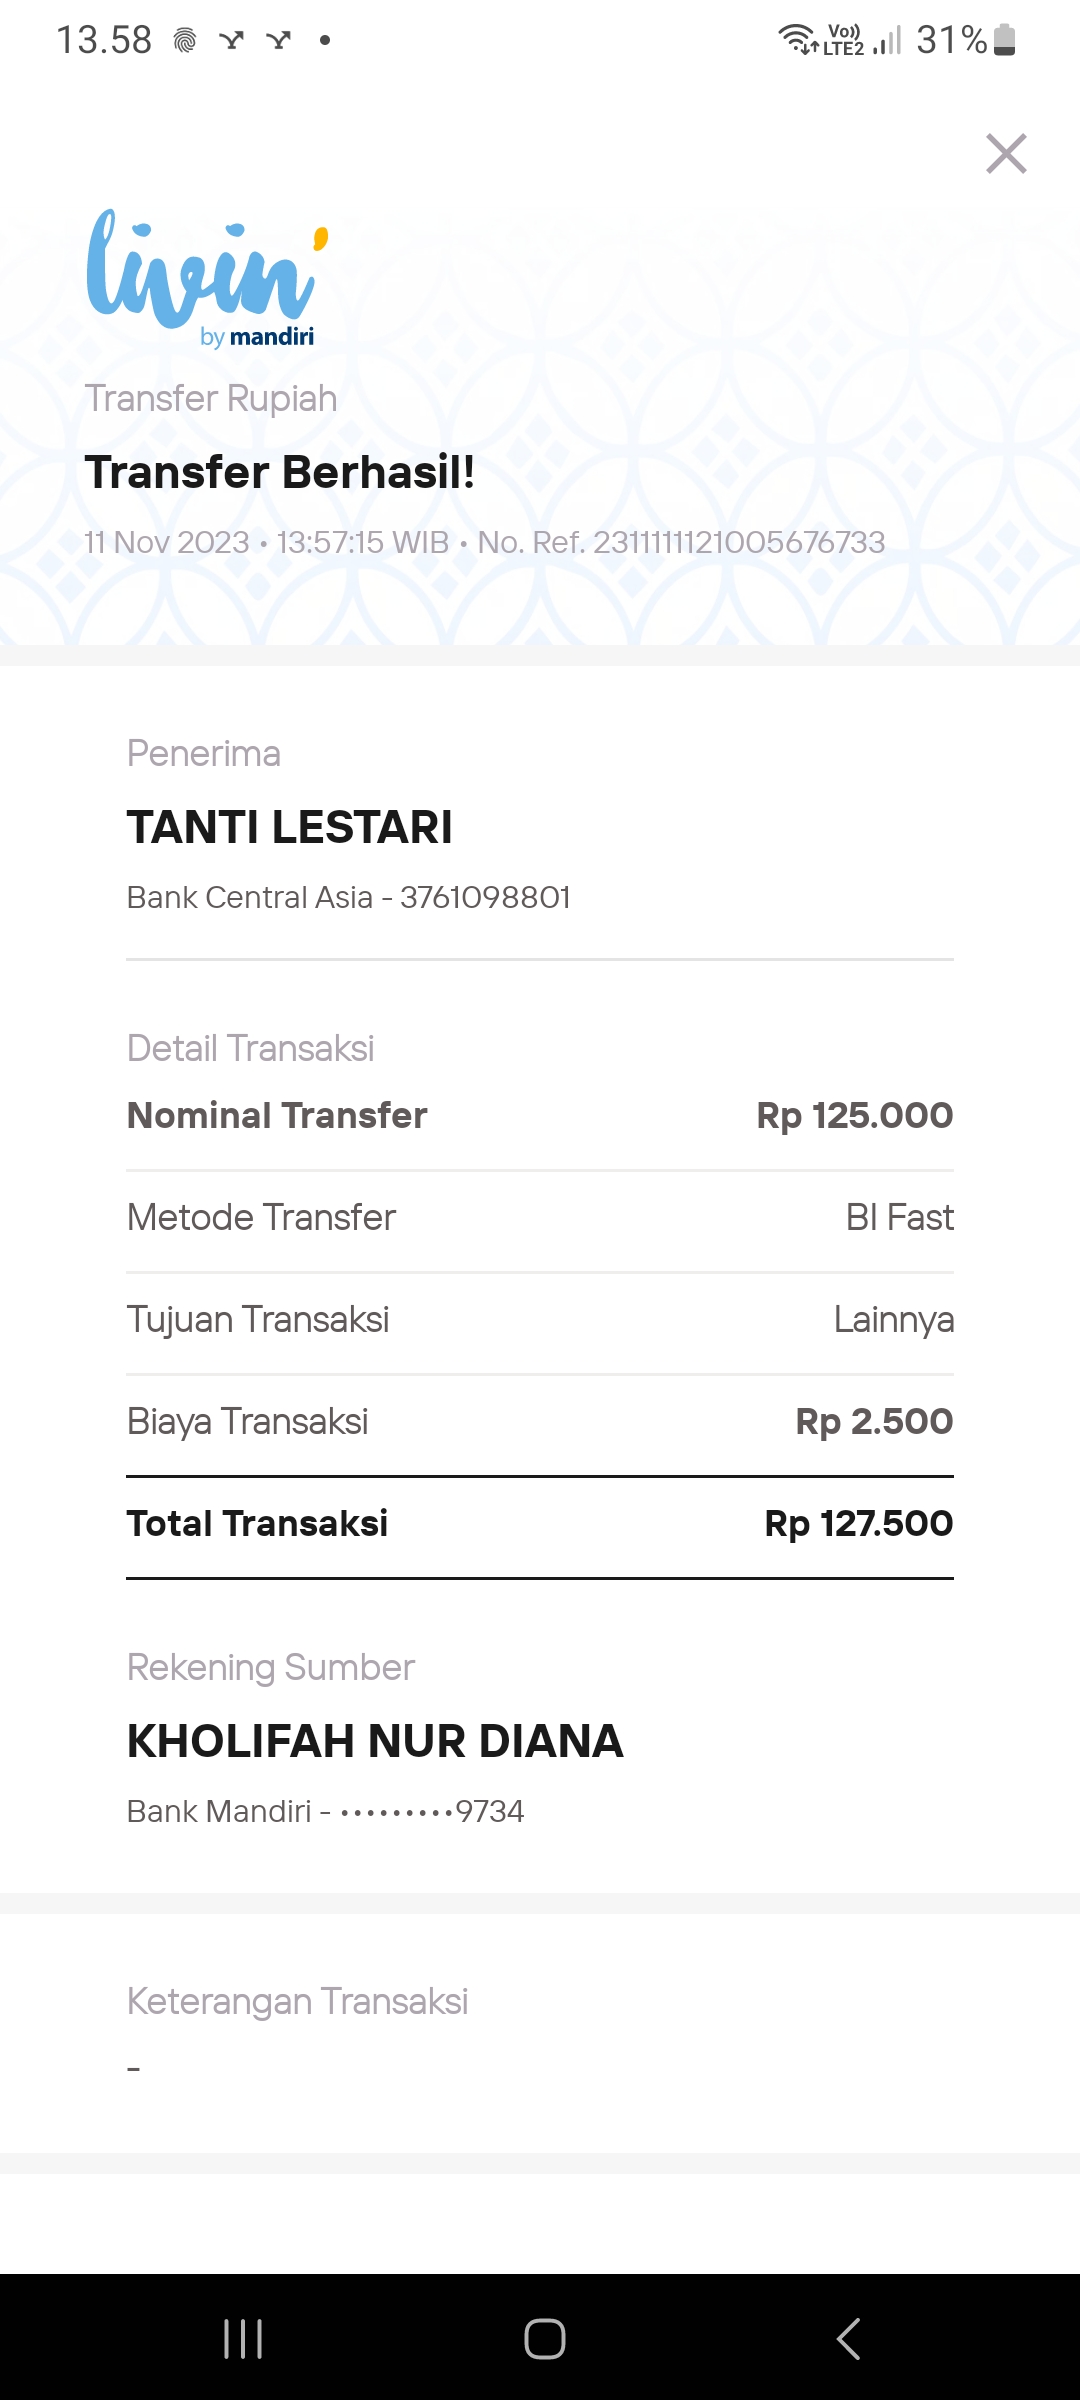 13.58
Vo)) LTE2 31%
livin'
by mandiri
Transfer Rupiah
Transfer Berhasil!
11 Nov 2023 • 13:57:15 WIB • No. Ref. 2311111121005676733
Penerima
TANTI LESTARI
Bank Central Asia - 3761098801
Detail Transaksi
Nominal Transfer Rp 125.000
Metode Transfer BI Fast
Tujuan Transaksi Lainnya
Biaya Transaksi Rp 2.500
Total Transaksi Rp 127.500
Rekening Sumber
KHOLIFAH NUR DIANA
Bank Mandiri - •••••••••9734
Keterangan Transaksi
-